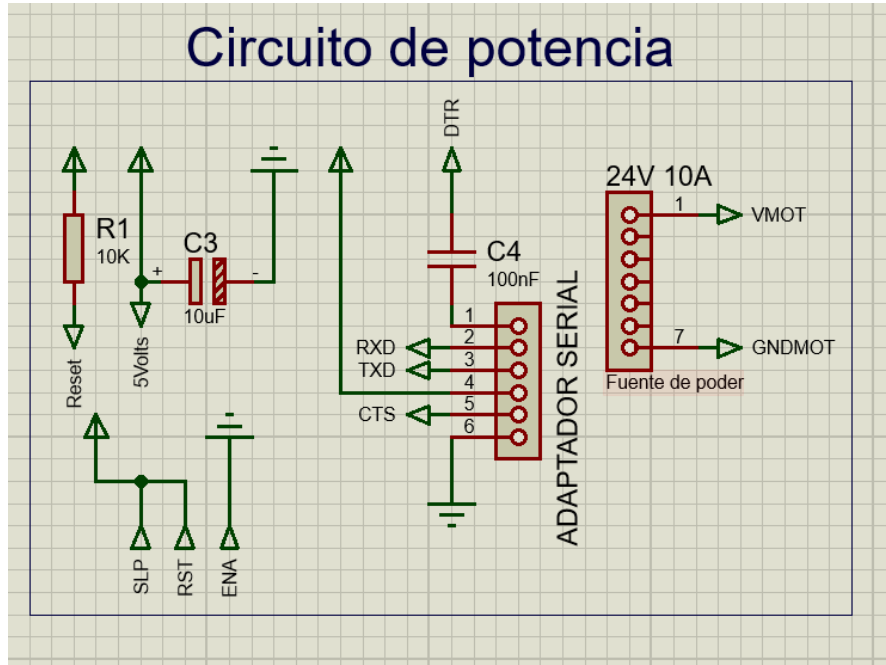 Circuito de potencia
DTR
R1
10K
C3
+
-
10uF
Reset
5Volts
C4
100nF
24V 10A
1
VMOT
7
GNDMOT
Fuente de poder
1
RXD
2
TXD
3
4
CTS
5
6
ADAPTADOR SERIAL
SLP
RST
ENA